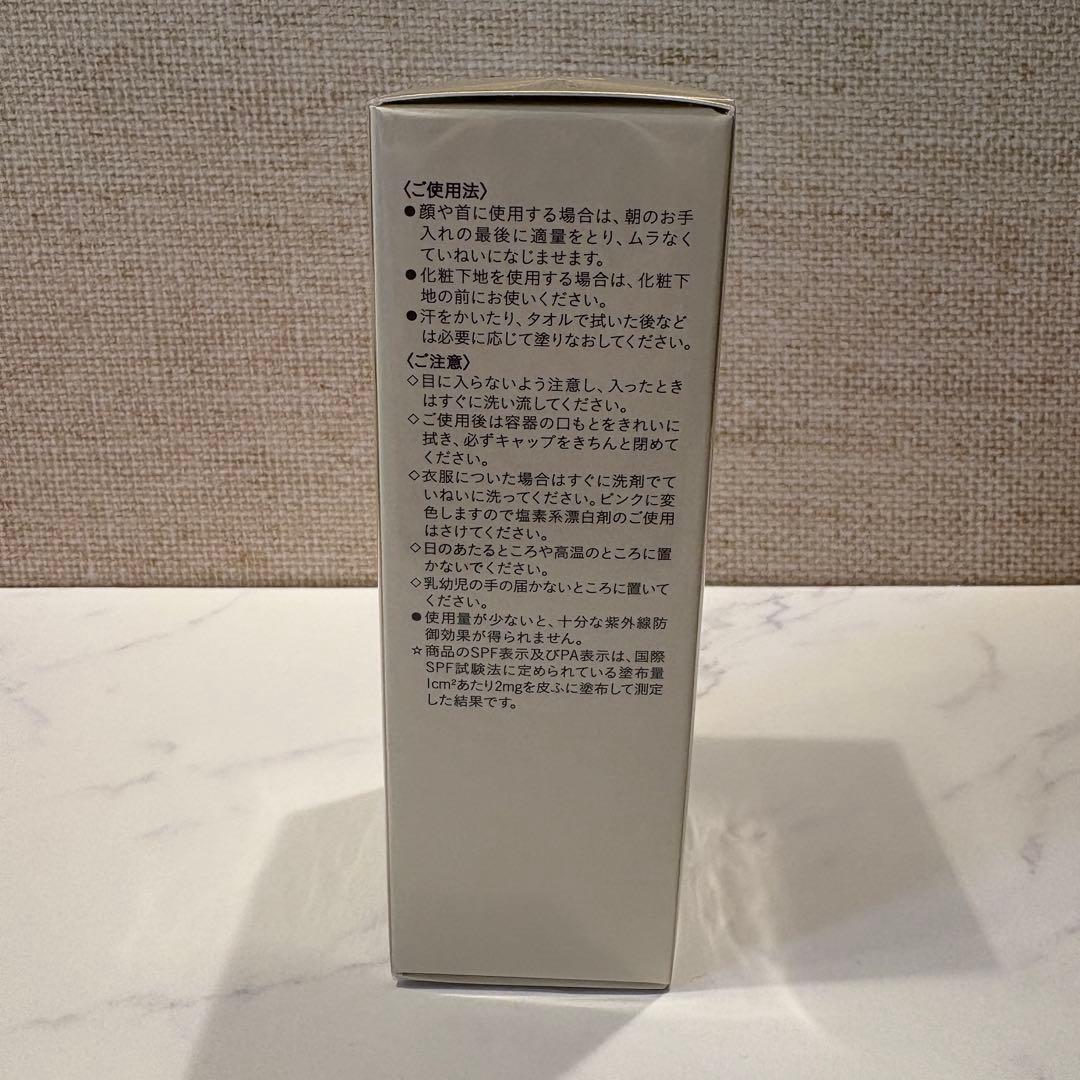 〈ご使用法〉
●顔や首に使用する場合は、朝のお手
入れの最後に適量をとり、ムラなく
ていねいになじませます。
●化粧下地を使用する場合は、化粧下
地の前にお使いください。
●汗をかいたり、タオルで拭いた後など
は必要に応じて塗りなおしてください。
〈ご注意〉
◇目に入らないよう注意し、入ったとき
はすぐに洗い流してください。
◇ご使用後は容器の口もとをきれいに
拭き、必ずキャップをきちんと閉めて
ください。
◇衣服についた場合はすぐに洗剤でて
いねいに洗ってください。ピンクに変
色しますので塩素系漂白剤のご使用
はさけてください。
◇日のあたるところや高温のところに置
かないでください。
◇乳幼児の手の届かないところに置いて
ください。
●使用量が少ないと、十分な紫外線防
御効果が得られません。
☆商品のSPF表示及びPA表示は、国際
SPF試験法に定められている塗布量
1cm²あたり2mgを皮ふに塗布して測定
した結果です。